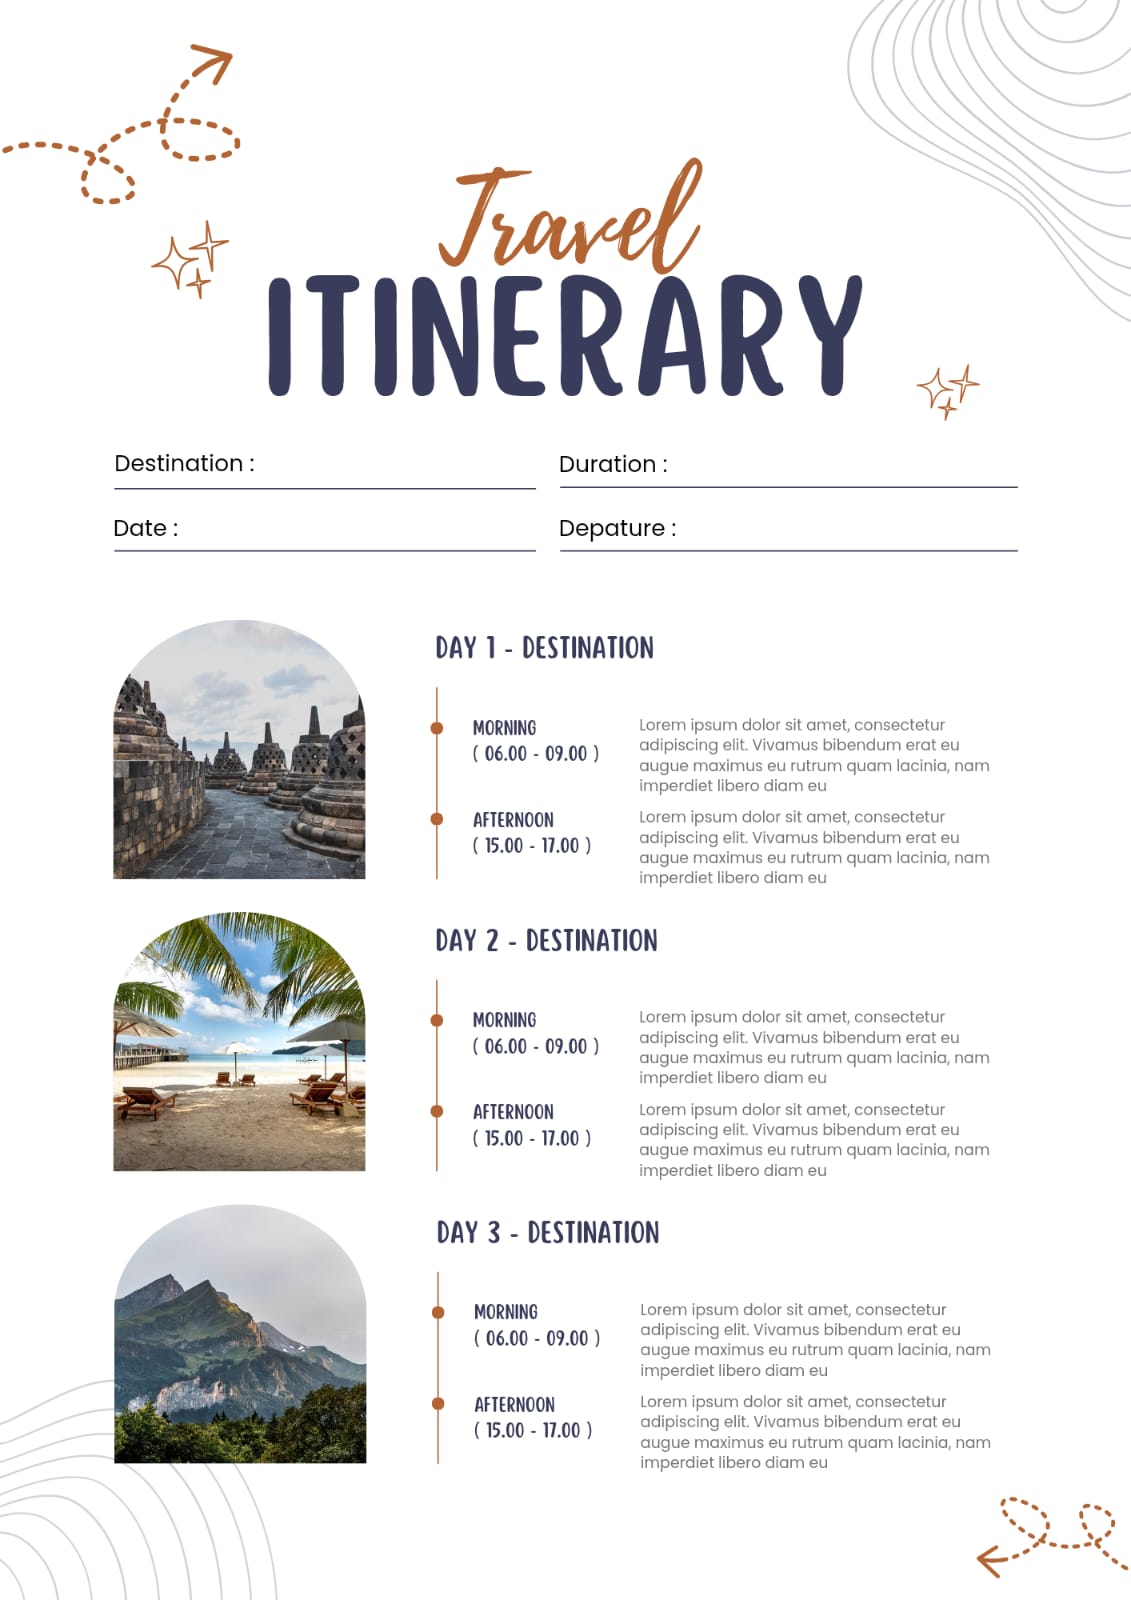 Travel
ITINERARY
Destination :
Duration :
Date :
Depature :
DAY 1 - DESTINATION
MORNING
( 06.00 - 09.00 )
Lorem ipsum dolor sit amet, consectetur
adipiscing elit. Vivamus bibendum erat eu
augue maximus eu rutrum quam lacinia, nam
imperdiet libero diam eu
AFTERNOON
( 15.00 - 17.00 )
Lorem ipsum dolor sit amet, consectetur
adipiscing elit. Vivamus bibendum erat eu
augue maximus eu rutrum quam lacinia, nam
imperdiet libero diam eu
DAY 2 - DESTINATION
MORNING
( 06.00 - 09.00 )
Lorem ipsum dolor sit amet, consectetur
adipiscing elit. Vivamus bibendum erat eu
augue maximus eu rutrum quam lacinia, nam
imperdiet libero diam eu
AFTERNOON
( 15.00 - 17.00 )
Lorem ipsum dolor sit amet, consectetur
adipiscing elit. Vivamus bibendum erat eu
augue maximus eu rutrum quam lacinia, nam
imperdiet libero diam eu
DAY 3 - DESTINATION
MORNING
( 06.00 - 09.00 )
Lorem ipsum dolor sit amet, consectetur
adipiscing elit. Vivamus bibendum erat eu
augue maximus eu rutrum quam lacinia, nam
imperdiet libero diam eu
AFTERNOON
( 15.00 - 17.00 )
Lorem ipsum dolor sit amet, consectetur
adipiscing elit. Vivamus bibendum erat eu
augue maximus eu rutrum quam lacinia, nam
imperdiet libero diam eu